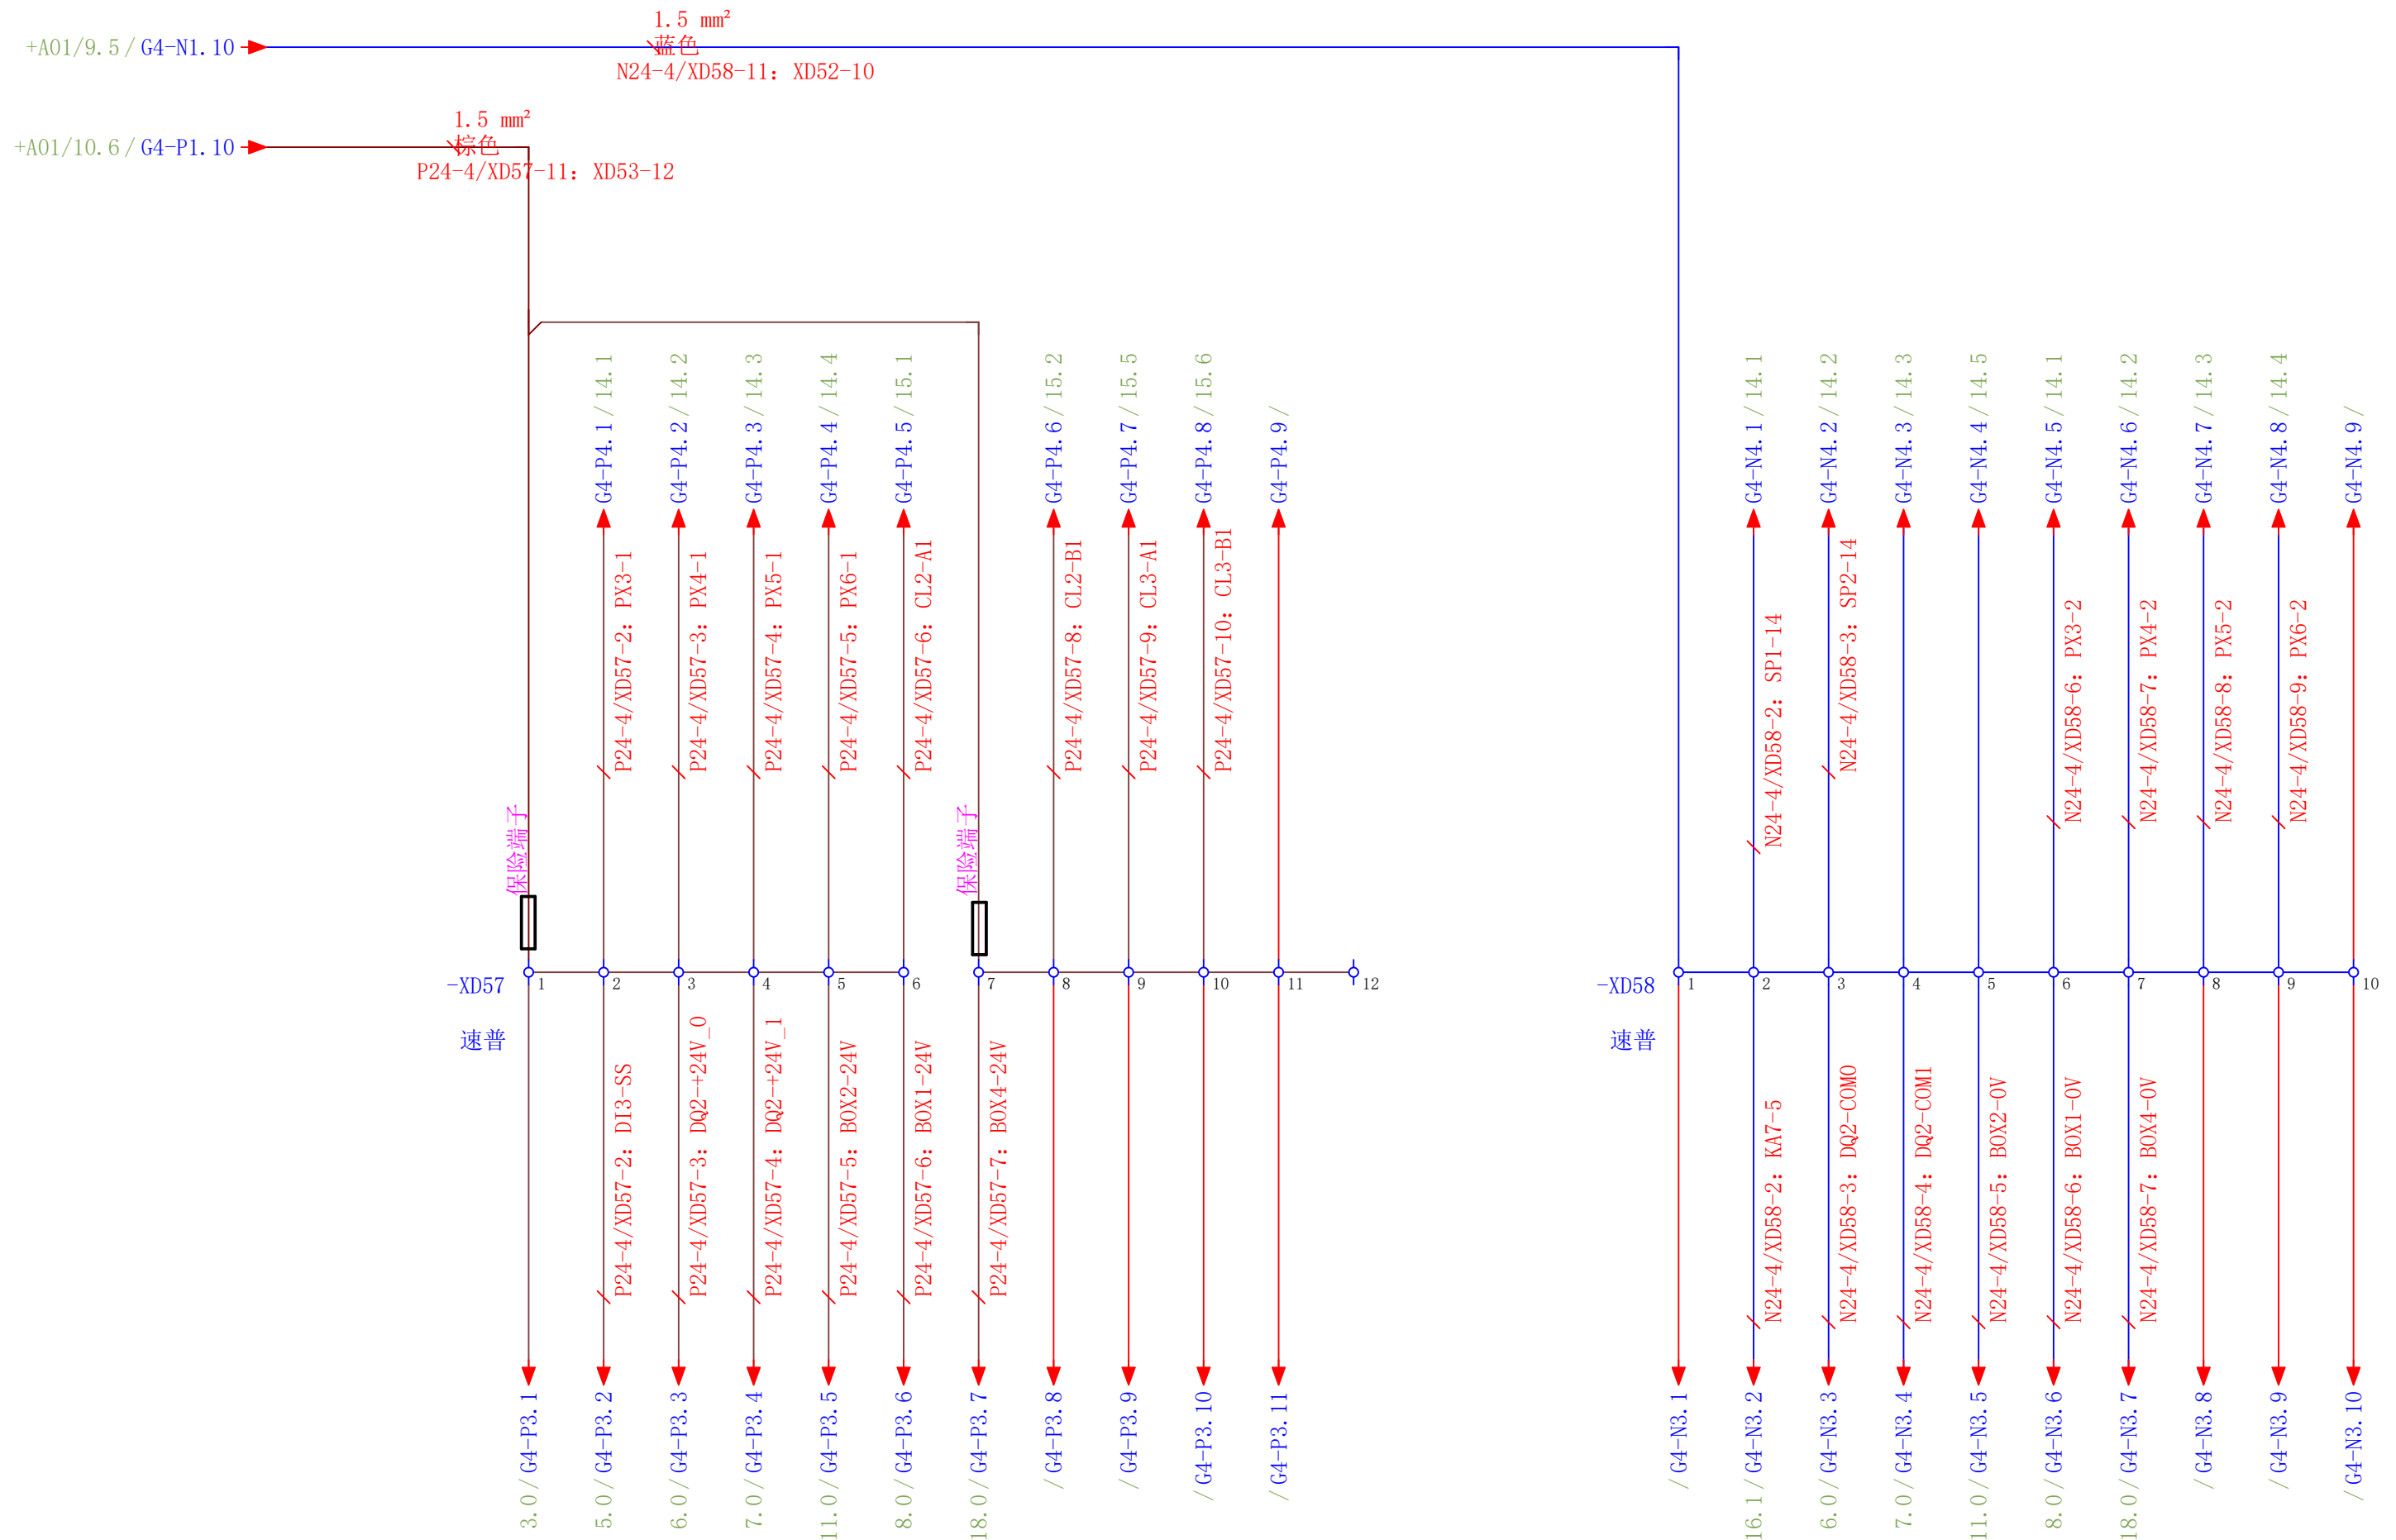 1.5 mm²
+A01/9.5/G4-N1.10
蓝色
N24-4/XD58-11: XD52-10
1.5 mm²
+A01/10.6/G4-P1.10
棕色
P24-4/XD57-11: XD53-12
G4-P4.1/14.1
G4-P4.2/14.2
G4-P4.3/14.3
G4-P4.4/14.4
G4-P4.5/15.1
G4-P4.6/15.2
G4-P4.7/15.5
G4-P4.8/15.6
G4-P4.9/
G4-N4.1/14.1
G4-N4.2/14.2
G4-N4.3/14.3
G4-N4.4/14.5
G4-N4.5/14.1
G4-N4.6/14.2
G4-N4.7/14.3
G4-N4.8/14.4
G4-N4.9/
P24-4/XD57-2: PX3-1
P24-4/XD57-3: PX4-1
P24-4/XD57-4: PX5-1
P24-4/XD57-5: PX6-1
P24-4/XD57-6: CL2-A1
P24-4/XD57-8: CL2-B1
P24-4/XD57-9: CL3-A1
P24-4/XD57-10: CL3-B1
N24-4/XD58-2: SP1-14
N24-4/XD58-3: SP2-14
N24-4/XD58-6: PX3-2
N24-4/XD58-7: PX4-2
N24-4/XD58-8: PX5-2
N24-4/XD58-9: PX6-2
保险端子
保险端子
-XD57
1 2 3 4 5 6 7 8 9 10 11 12
速普
-XD58
1 2 3 4 5 6 7 8 9 10
速普
P24-4/XD57-2: DI3-SS
P24-4/XD57-3: DQ2-+24V_0
P24-4/XD57-4: DQ2-+24V_1
P24-4/XD57-5: BOX2-24V
P24-4/XD57-6: BOX1-24V
P24-4/XD57-7: BOX4-24V
N24-4/XD58-2: KA7-5
N24-4/XD58-3: DQ2-COM0
N24-4/XD58-4: DQ2-COM1
N24-4/XD58-5: BOX2-0V
N24-4/XD58-6: BOX1-0V
N24-4/XD58-7: BOX4-0V
3.0/G4-P3.1
5.0/G4-P3.2
6.0/G4-P3.3
7.0/G4-P3.4
11.0/G4-P3.5
8.0/G4-P3.6
18.0/G4-P3.7
/G4-P3.8
/G4-P3.9
/G4-P3.10
/G4-P3.11
/G4-N3.1
16.1/G4-N3.2
6.0/G4-N3.3
7.0/G4-N3.4
11.0/G4-N3.5
8.0/G4-N3.6
18.0/G4-N3.7
/G4-N3.8
/G4-N3.9
/G4-N3.10